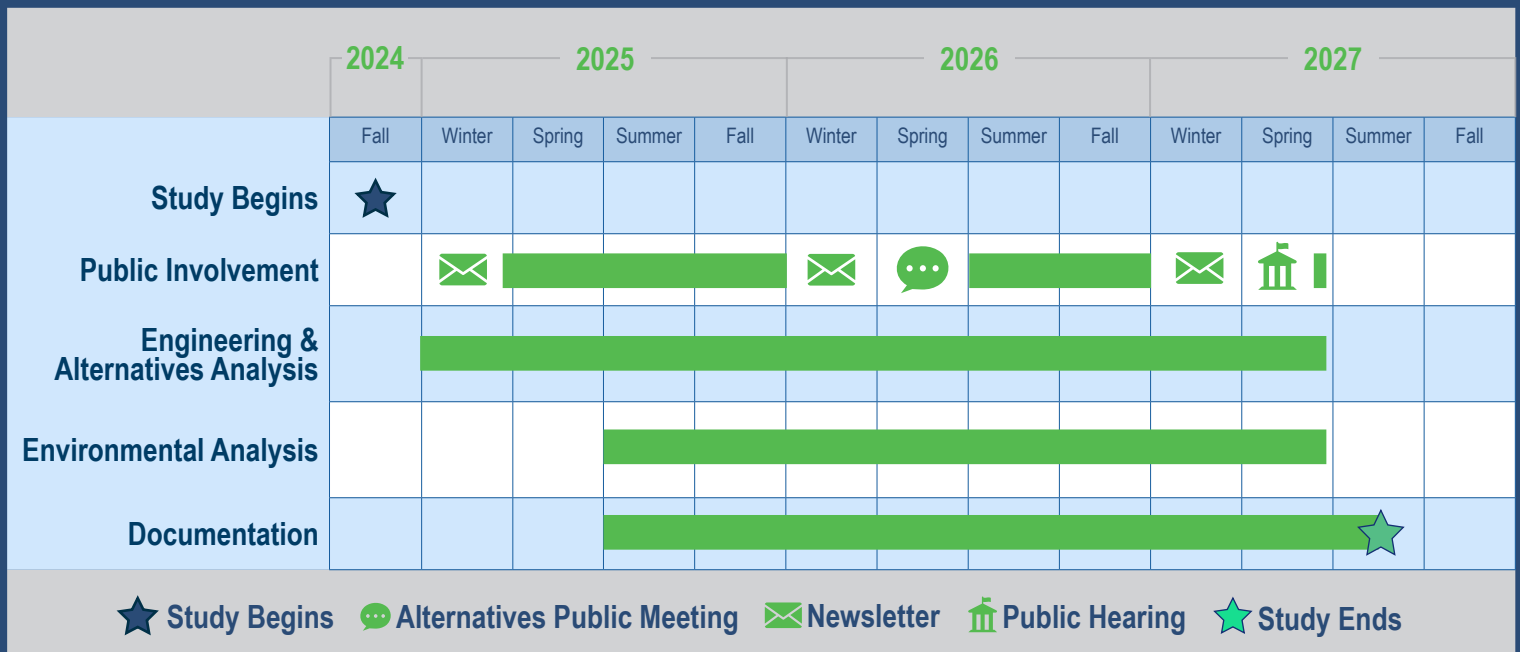 2024 2025 2026 2027
Fall Winter Spring Summer Fall Winter Spring Summer Fall Winter Spring Summer Fall
Study Begins
Public Involvement
Engineering &
Alternatives Analysis
Environmental Analysis
Documentation
Study Begins Alternatives Public Meeting Newsletter Public Hearing Study Ends